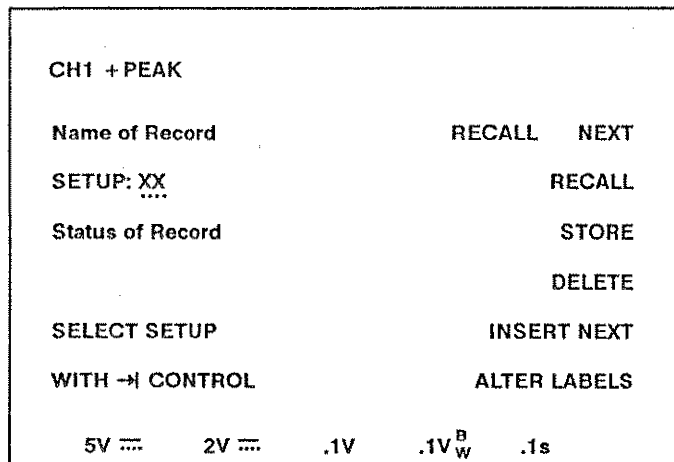 CH1 +PEAK
Name of Record RECALL NEXT
SETUP: XX RECALL
Status of Record STORE
DELETE
SELECT SETUP INSERT NEXT
WITH →| CONTROL ALTER LABELS
5V ⎓ 2V ⎓ .1V .1V BW .1s